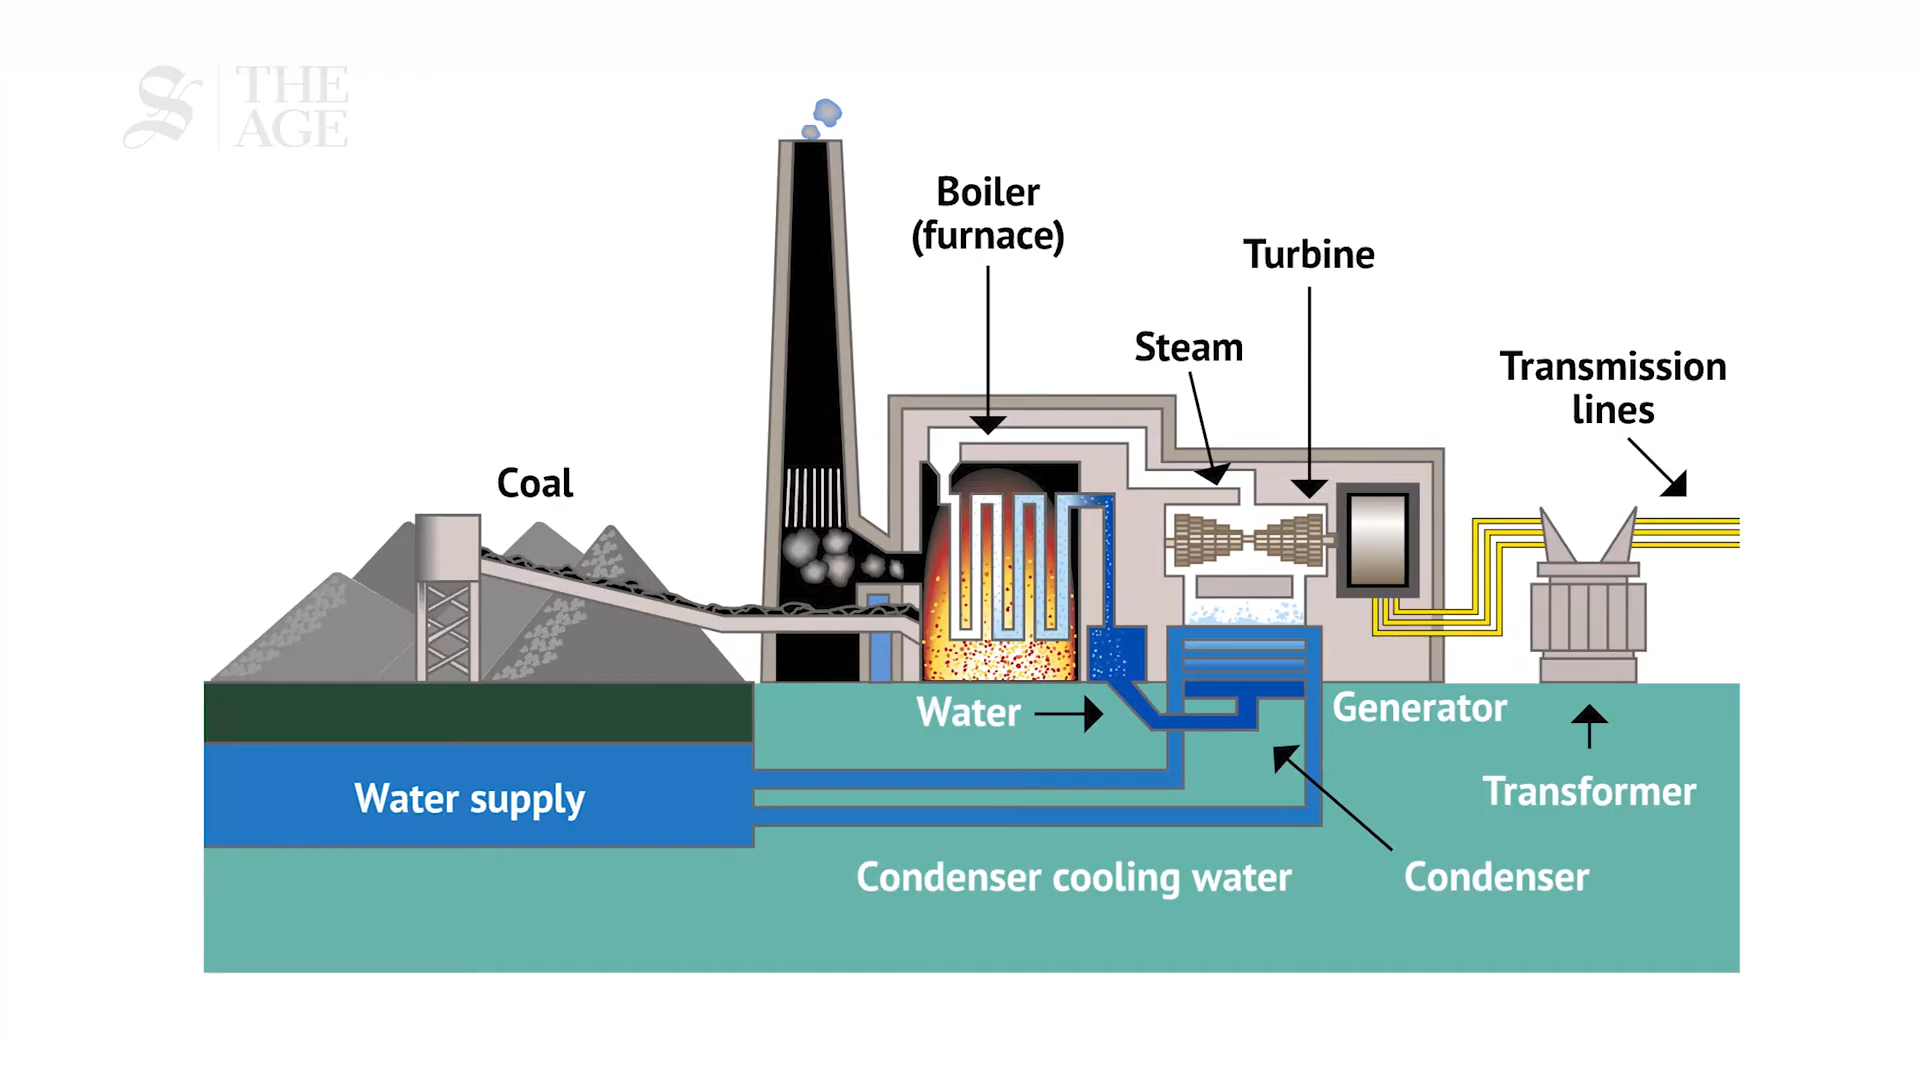 THE
AGE
Boiler
(furnace)
Turbine
Steam
Transmission
lines
Coal
Water
Generator
Water supply
Transformer
Condenser cooling water
Condenser